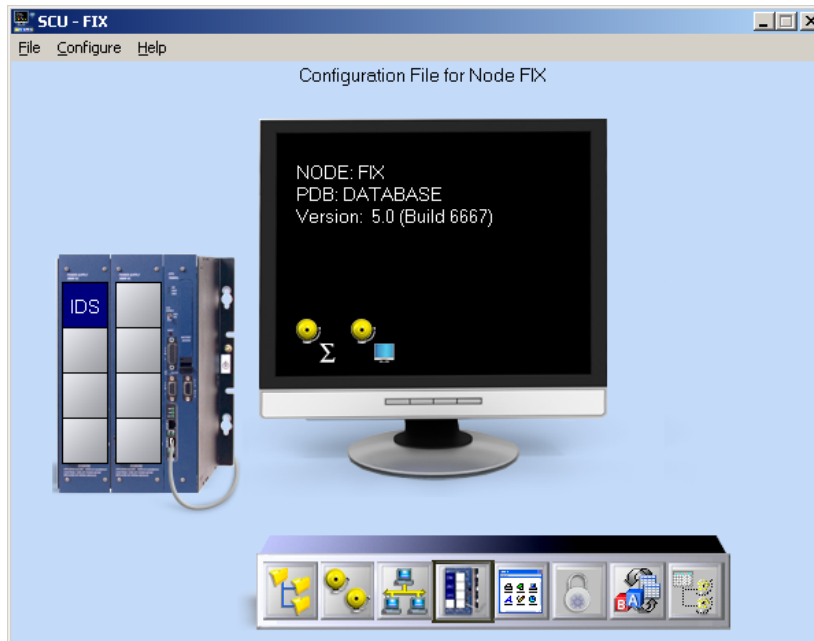 SCU - FIX
File Configure Help
Configuration File for Node FIX
NODE: FIX
PDB: DATABASE
Version: 5.0 (Build 6667)
IDS
Σ
B A